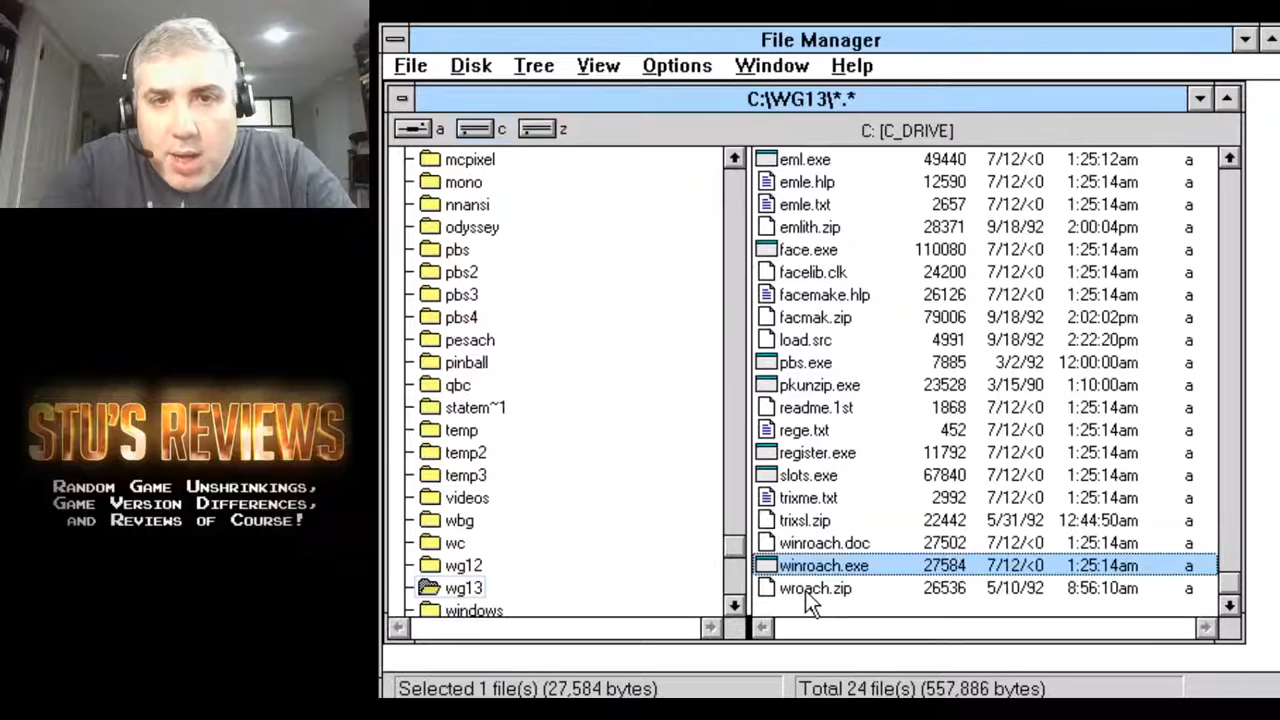 File Manager
File Disk Tree View Options Window Help
C:\WG13\*.*
a c z C: [C_DRIVE]
mcpixel
mono
nnansi
odyssey
pbs
pbs2
pbs3
pbs4
pesach
pinball
qbc
statem~1
temp
temp2
temp3
videos
wbg
wc
wg12
wg13
windows
eml.exe 49440 7/12/<0 1:25:12am a
emle.hlp 12590 7/12/<0 1:25:14am a
emle.txt 2657 7/12/<0 1:25:14am a
emlith.zip 28371 9/18/92 2:00:04pm a
face.exe 110080 7/12/<0 1:25:14am a
facelib.clk 24200 7/12/<0 1:25:14am a
facemake.hlp 26126 7/12/<0 1:25:14am a
facmak.zip 79006 9/18/92 2:02:02pm a
load.src 4991 9/18/92 2:22:20pm a
pbs.exe 7885 3/2/92 12:00:00am a
pkunzip.exe 23528 3/15/90 1:10:00am a
readme.1st 1868 7/12/<0 1:25:14am a
rege.txt 452 7/12/<0 1:25:14am a
register.exe 11792 7/12/<0 1:25:14am a
slots.exe 67840 7/12/<0 1:25:14am a
trixme.txt 2992 7/12/<0 1:25:14am a
trixsl.zip 22442 5/31/92 12:44:50am a
winroach.doc 27502 7/12/<0 1:25:14am a
winroach.exe 27584 7/12/<0 1:25:14am a
wroach.zip 26536 5/10/92 8:56:10am a
Selected 1 file(s) (27,584 bytes) Total 24 file(s) (557,886 bytes)
STU'S REVIEWS
RANDOM GAME UNSHRINKINGS,
GAME VERSION DIFFERENCES,
AND REVIEWS OF COURSE!